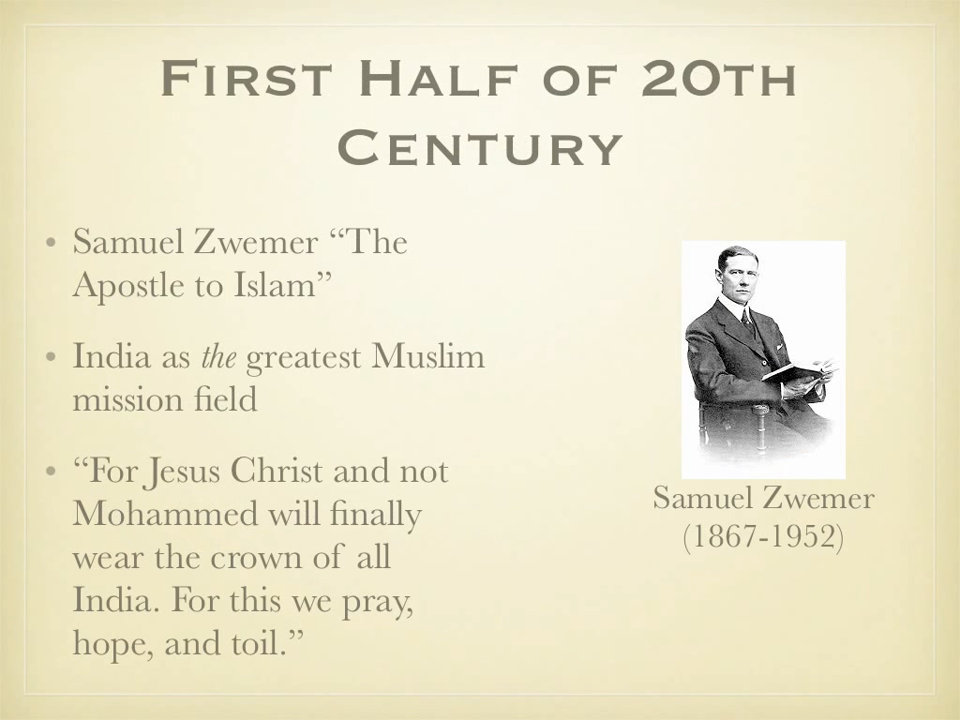 First Half of 20th
Century
• Samuel Zwemer “The
Apostle to Islam”
• India as the greatest Muslim
mission field
• “For Jesus Christ and not
Mohammed will finally
wear the crown of all
India. For this we pray,
hope, and toil.”
Samuel Zwemer
(1867-1952)